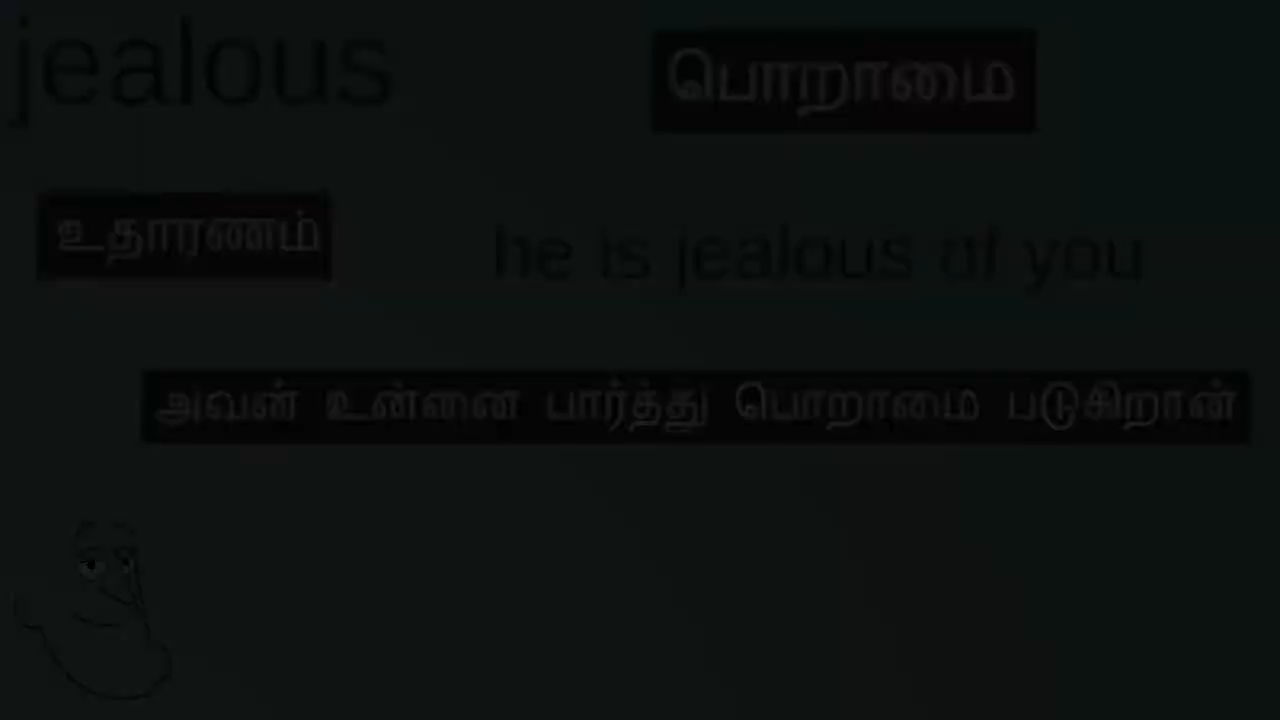 jealous பொறாமை
உதாரணம் he is jealous of you
அவன் உன்னை பார்த்து பொறாமை படுகிறான்